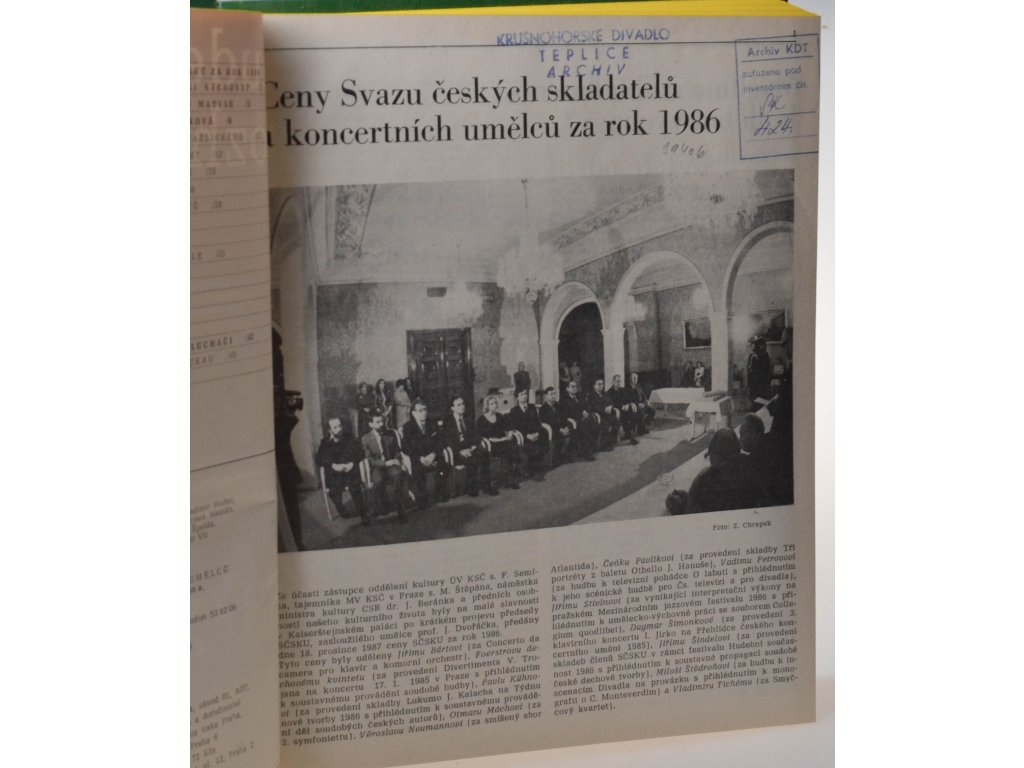 1
KRUŠNOHORSKÉ DIVADLO
TEPLICE
ARCHIV
Archiv KDT
zařazeno pod
inventárním čís.
424
Ceny Svazu českých skladatelů
a koncertních umělců za rok 1986
19406
Foto: Z. Chrapek
Za účasti zástupce oddělení kultury ÚV KSČ s. F. Semi-
ta, tajemníka MV KSČ v Praze s. M. Štěpána, náměstka
ministra kultury ČSR dr. J. Beránka a předních osob-
ností našeho kulturního života byly na malé slavnosti
v Kaiserštejnském paláci po krátkém projevu předsedy
SČSKU, zasloužilého umělce prof. J. Dvořáčka, předány
dne 18. prosince 1987 ceny SČSKU za rok 1986.
Tyto ceny byly uděleny Jiřímu Bártovi (za Concerto da
camera pro klavír a komorní orchestr), Foerstrovu de-
chovému kvintetu (za provedení Divertimenta V. Tro-
jana na koncertu 17. 1. 1985 v Praze s přihlédnutím
k soustavnému provádění soudobé hudby), Pavlu Kühno-
vi (za provedení skladby Lukumo J. Kalacha na Týdnu
nové tvorby 1986 s přihlédnutím k soustavnému provádě-
ní děl soudobých českých autorů), Otmaru Máchovi (za
2. symfoniettu), Věroslavu Neumannovi (za smíšený sbor
Atlantida), Čeňku Pavlíkovi (za provedení skladby Tři
portréty z baletu Othello J. Hanuše), Vadimu Petrovovi
(za hudbu k televizní pohádce O labuti s přihlédnutím
k jeho scénické hudbě pro Čs. televizi a pro divadla),
Jiřímu Stivínovi (za vynikající interpretační výkony na
pražském Mezinárodním jazzovém festivalu 1986 s při-
hlédnutím k umělecko-výchovné práci se souborem Colle-
gium quodlibet), Dagmar Šimonkové (za provedení 3.
klavírního koncertu I. Jirko na Přehlídce českého kon-
certního umění 1985), Jiřímu Šindelovi (za provedení
skladeb členů SČSKU v rámci festivalu Hudební součas-
nost 1986 s přihlédnutím k soustavné propagaci soudobé
české dechové tvorby), Miloši Štědroňovi (za hudbu k in-
scenacím Divadla na provázku s přihlédnutím k mono-
grafii o C. Monteverdim) a Vladimíru Tichému (za Smyč-
cový kvartet).